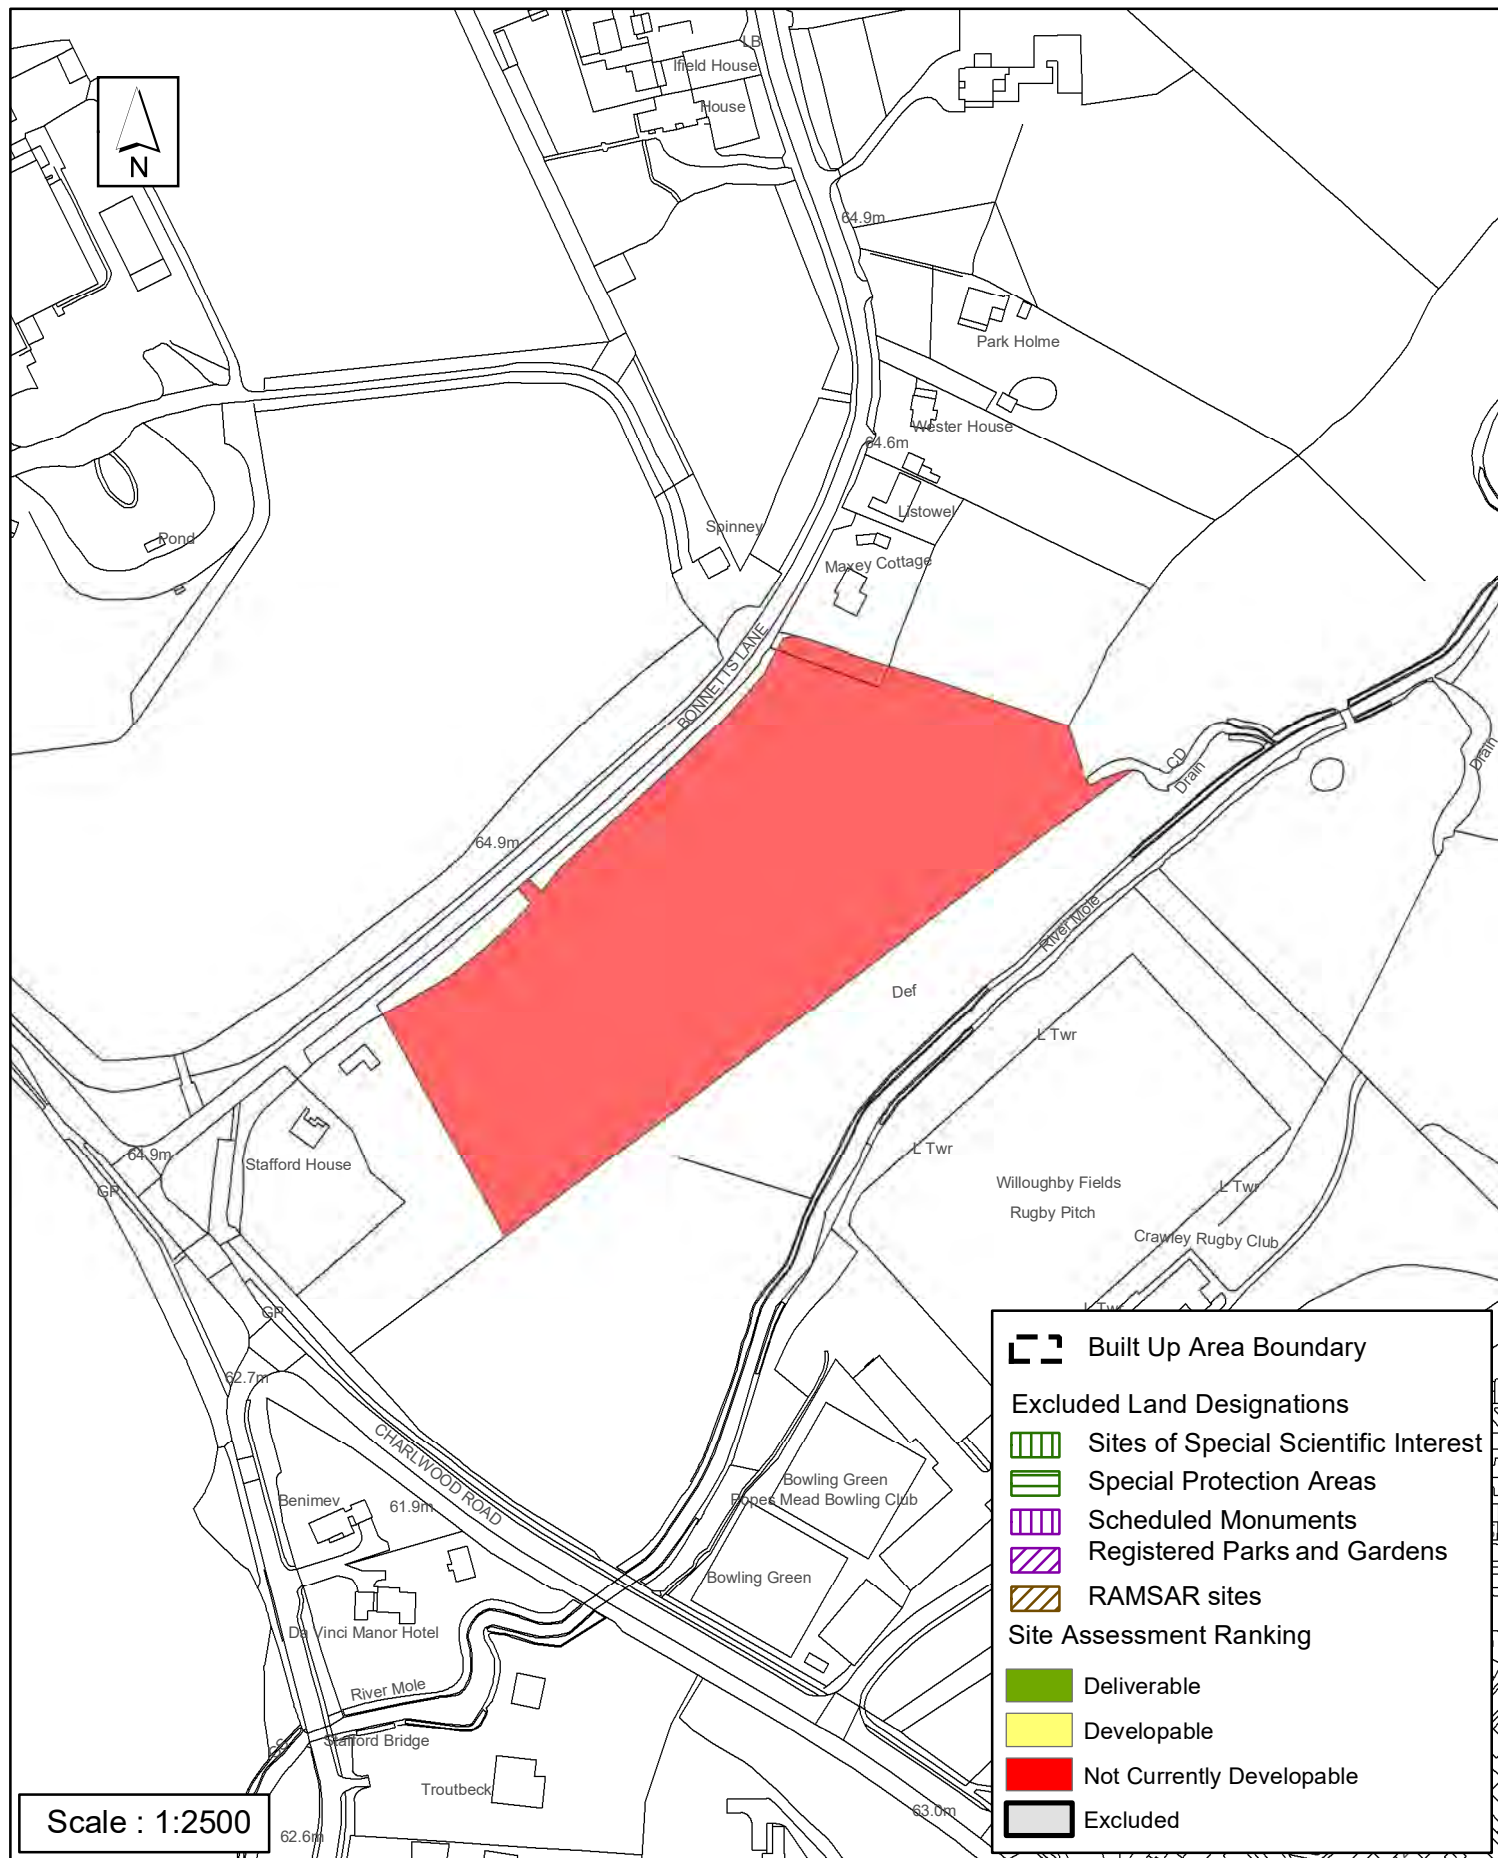 LB
Ifield House
House
N
64.9m
Park Holme
Wester House
64.6m
Listowel
Spinney
Pond
Maxey Cottage
BONNETTS LANE
CD
Drain
Drain
64.9m
River Mole
Def
L Twr
L Twr
64.9m
Stafford House
GP
Willoughby Fields
Rugby Pitch
L Twr
Crawley Rugby Club
L Twr
GP
62.7m
CHARLWOOD ROAD
Benimev
61.9m
Bowling Green
Popes Mead Bowling Club
Bowling Green
Da Vinci Manor Hotel
River Mole
Stafford Bridge
Troutbeck
63.0m
62.6m
Scale : 1:2500
Built Up Area Boundary
Excluded Land Designations
Sites of Special Scientific Interest
Special Protection Areas
Scheduled Monuments
Registered Parks and Gardens
RAMSAR sites
Site Assessment Ranking
Deliverable
Developable
Not Currently Developable
Excluded